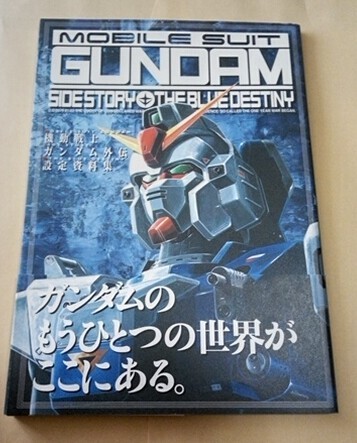 MOBILE SUIT
GUNDAM
SIDE STORY THE BLUE DESTINY
機動戦士
ガンダム外伝
設定資料集
ガンダムの
もうひとつの世界が
ここにある。